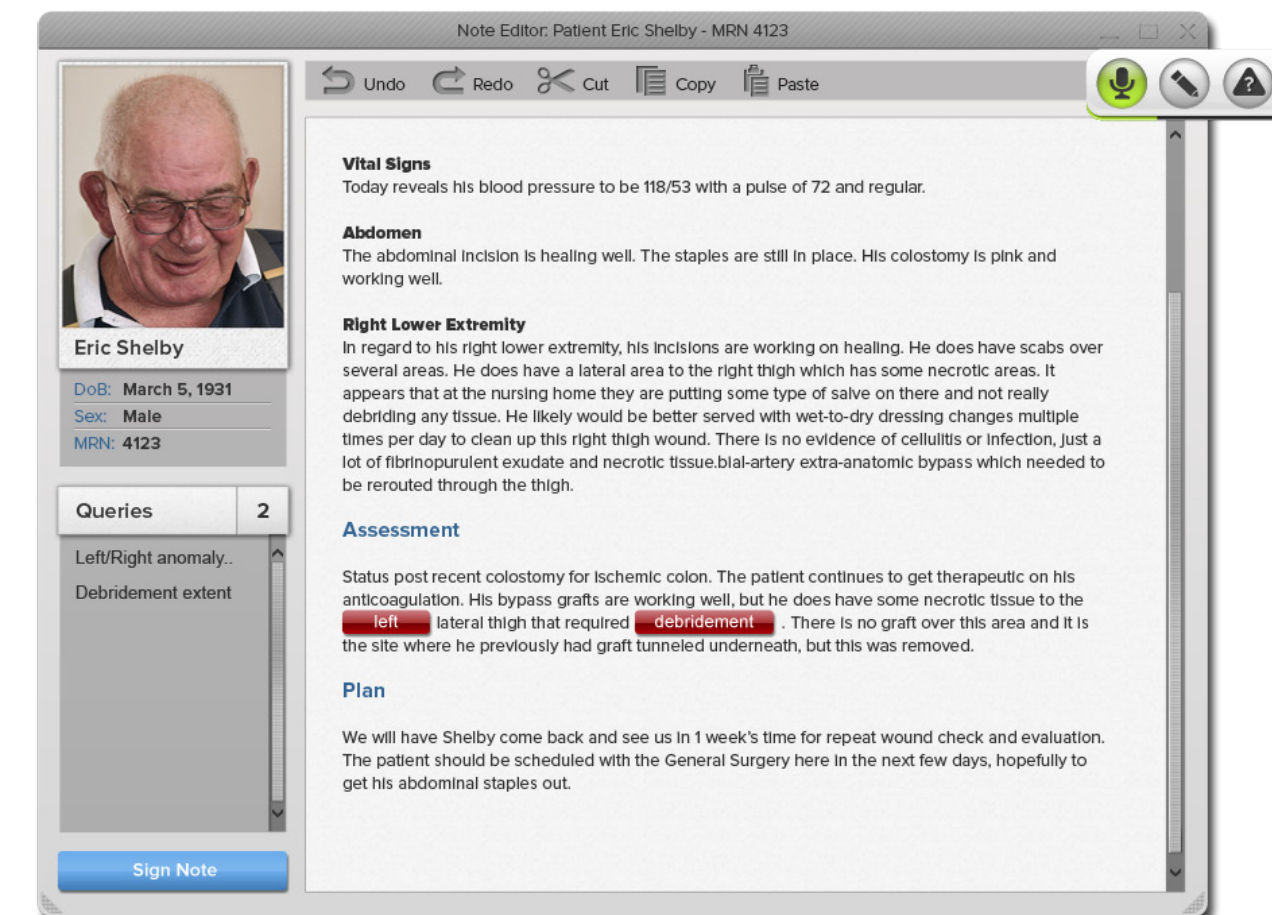 Note Editor: Patient Eric Shelby - MRN 4123
Undo Redo Cut Copy Paste
?
Eric Shelby
DoB: March 5, 1931
Sex: Male
MRN: 4123
Queries 2
Left/Right anomaly..
Debridement extent
Sign Note
Vital Signs
Today reveals his blood pressure to be 118/53 with a pulse of 72 and regular.
Abdomen
The abdominal incision is healing well. The staples are still in place. His colostomy is pink and
working well.
Right Lower Extremity
In regard to his right lower extremity, his incisions are working on healing. He does have scabs over
several areas. He does have a lateral area to the right thigh which has some necrotic areas. It
appears that at the nursing home they are putting some type of salve on there and not really
debriding any tissue. He likely would be better served with wet-to-dry dressing changes multiple
times per day to clean up this right thigh wound. There is no evidence of cellulitis or infection, just a
lot of fibrinopurulent exudate and necrotic tissue.bial-artery extra-anatomic bypass which needed to
be rerouted through the thigh.
Assessment
Status post recent colostomy for ischemic colon. The patient continues to get therapeutic on his
anticoagulation. His bypass grafts are working well, but he does have some necrotic tissue to the
left lateral thigh that required debridement . There is no graft over this area and it is
the site where he previously had graft tunneled underneath, but this was removed.
Plan
We will have Shelby come back and see us in 1 week's time for repeat wound check and evaluation.
The patient should be scheduled with the General Surgery here in the next few days, hopefully to
get his abdominal staples out.